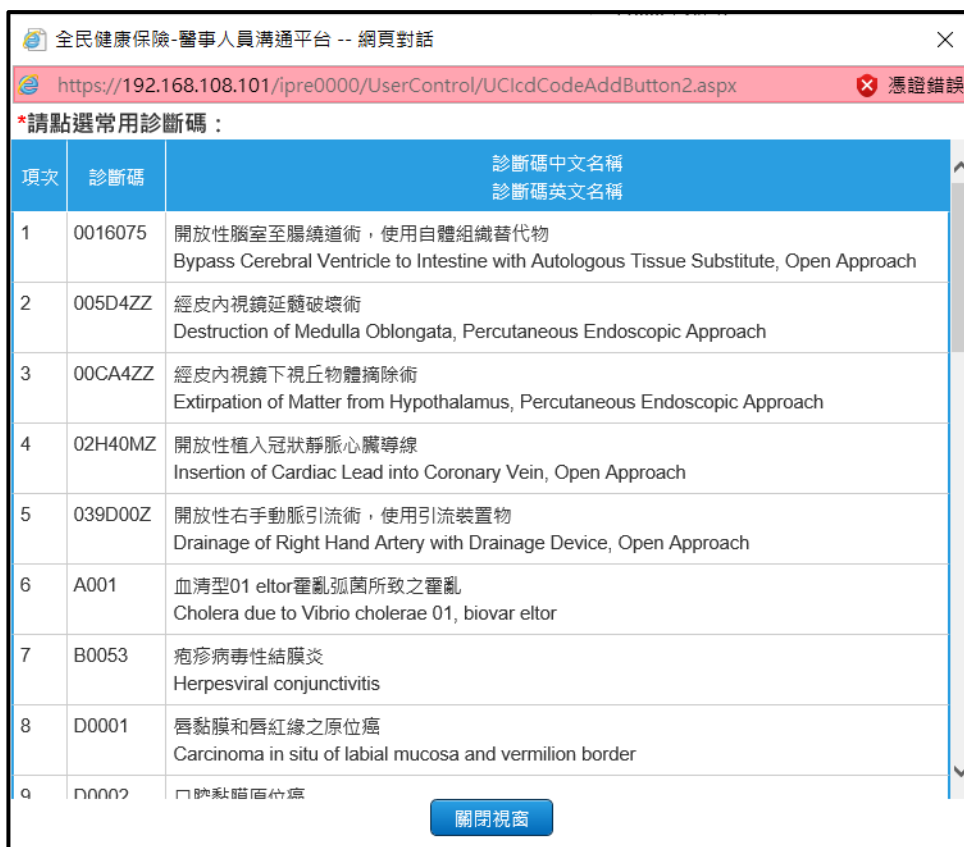 全民健康保險-醫事人員溝通平台 -- 網頁對話
https://192.168.108.101/ipre0000/UserControl/UCIcdCodeAddButton2.aspx 憑證錯誤
*請點選常用診斷碼：
項次 診斷碼 診斷碼中文名稱
診斷碼英文名稱
1 0016075 開放性腦室至腸繞道術，使用自體組織替代物
Bypass Cerebral Ventricle to Intestine with Autologous Tissue Substitute, Open Approach
2 005D4ZZ 經皮內視鏡延髓破壞術
Destruction of Medulla Oblongata, Percutaneous Endoscopic Approach
3 00CA4ZZ 經皮內視鏡下視丘物體摘除術
Extirpation of Matter from Hypothalamus, Percutaneous Endoscopic Approach
4 02H40MZ 開放性植入冠狀靜脈心臟導線
Insertion of Cardiac Lead into Coronary Vein, Open Approach
5 039D00Z 開放性右手動脈引流術，使用引流裝置物
Drainage of Right Hand Artery with Drainage Device, Open Approach
6 A001 血清型01 eltor霍亂弧菌所致之霍亂
Cholera due to Vibrio cholerae 01, biovar eltor
7 B0053 疱疹病毒性結膜炎
Herpesviral conjunctivitis
8 D0001 唇黏膜和唇紅緣之原位癌
Carcinoma in situ of labial mucosa and vermilion border
9 D0002 口腔黏膜原位癌
關閉視窗